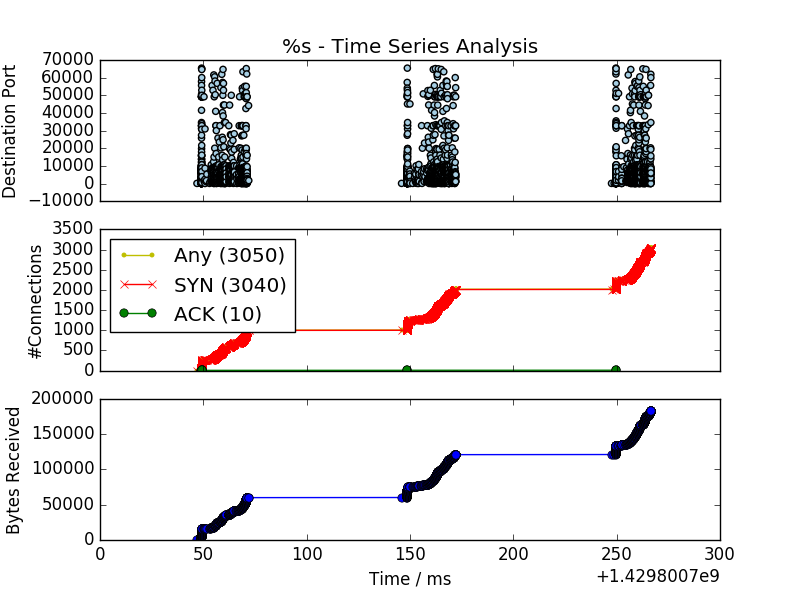 %s - Time Series Analysis
70000
60000
50000
40000
30000
20000
10000
0
−10000
Destination Port
3500
3000
2500
2000
1500
1000
500
0
#Connections
Any (3050)
SYN (3040)
ACK (10)
200000
150000
100000
50000
0
Bytes Received
0 50 100 150 200 250 300
Time / ms
+1.4298007e9